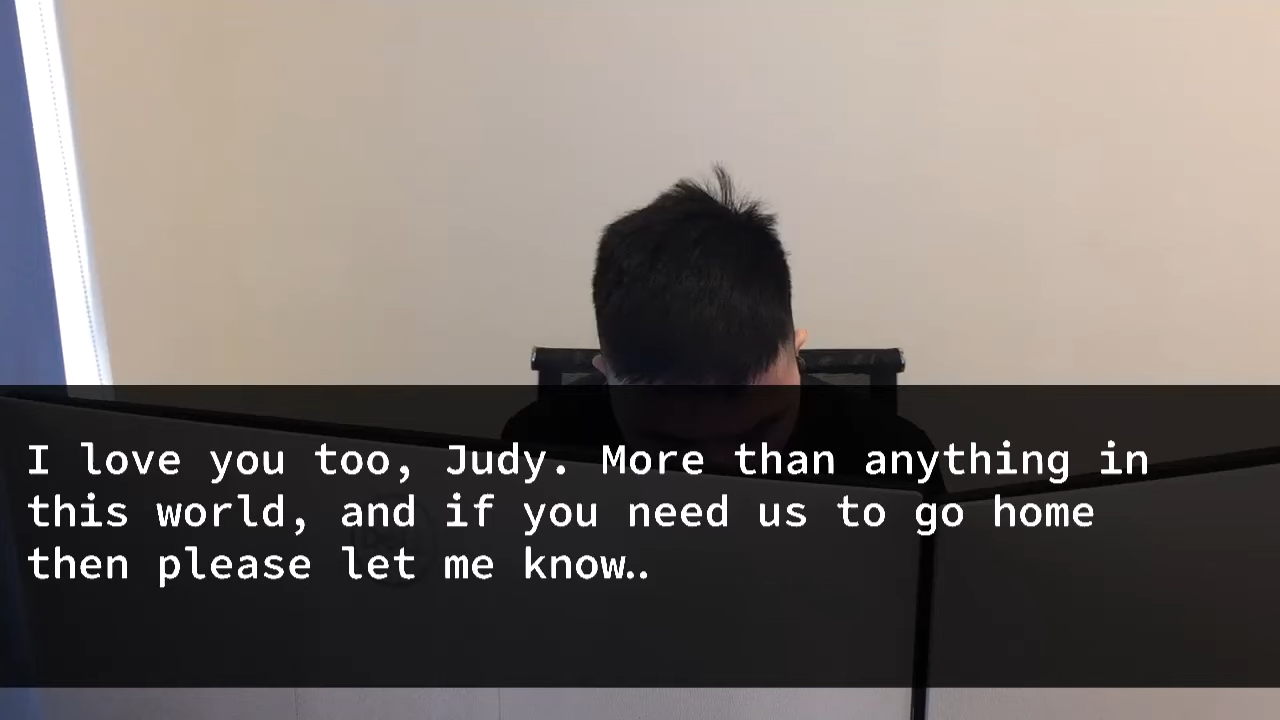 I love you too, Judy. More than anything in
this world, and if you need us to go home
then please let me know..